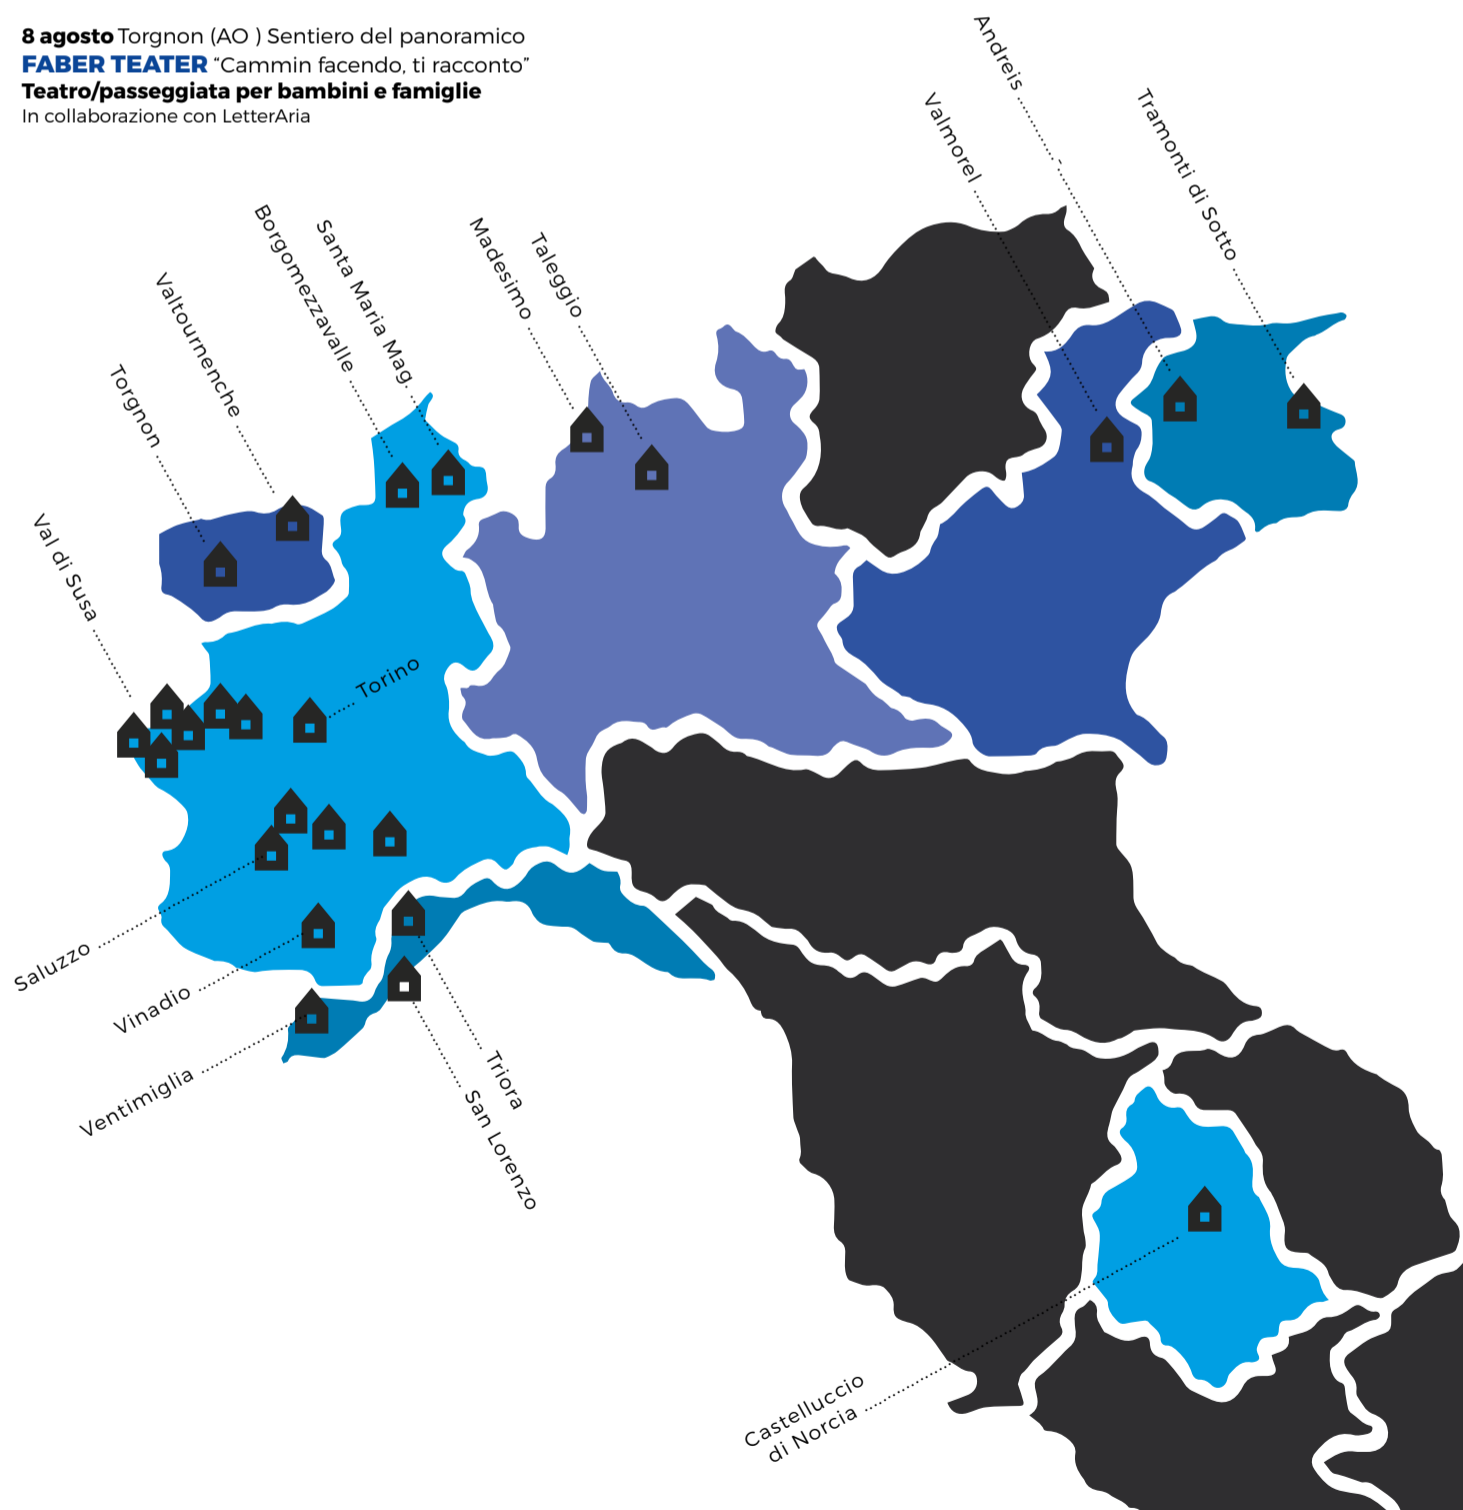 8 agosto Torgnon (AO ) Sentiero del panoramico
FABER TEATER “Cammin facendo, ti racconto”
Teatro/passeggiata per bambini e famiglie
In collaborazione con LetterAria
Andreis
Valmorel
Tramonti di Sotto
Borgomezzavalle
Santa Maria Mag.
Madesimo
Taleggio
Valtournenche
Torgnon
Val di Susa
Torino
Saluzzo
Vinadio
Ventimiglia
Triora
San Lorenzo
Castelluccio
di Norcia